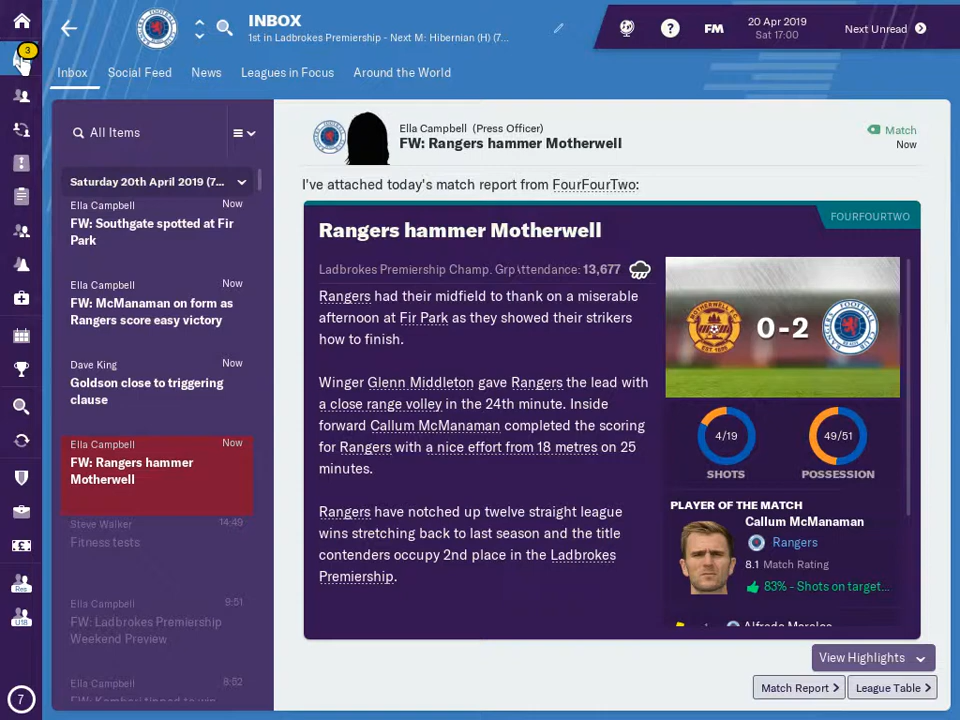 3
INBOX
1st in Ladbrokes Premiership - Next M: Hibernian (H) (7...
?
FM
20 Apr 2019
Sat 17:00
Next Unread
Inbox
Social Feed
News
Leagues in Focus
Around the World
All Items
Saturday 20th April 2019 (7...
Ella Campbell
Now
FW: Southgate spotted at Fir
Park
Ella Campbell
Now
FW: McManaman on form as
Rangers score easy victory
Dave King
Now
Goldson close to triggering
clause
Ella Campbell
Now
FW: Rangers hammer
Motherwell
Steve Walker
14:49
Fitness tests
Ella Campbell
9:51
FW: Ladbrokes Premiership
Weekend Preview
Ella Campbell
8:52
Ella Campbell (Press Officer)
FW: Rangers hammer Motherwell
Match
Now
I've attached today's match report from FourFourTwo:
FOURFOURTWO
Rangers hammer Motherwell
Ladbrokes Premiership Champ. Grp \ttendance: 13,677
Rangers had their midfield to thank on a miserable
afternoon at Fir Park as they showed their strikers
how to finish.
Winger Glenn Middleton gave Rangers the lead with
a close range volley in the 24th minute. Inside
forward Callum McManaman completed the scoring
for Rangers with a nice effort from 18 metres on 25
minutes.
Rangers have notched up twelve straight league
wins stretching back to last season and the title
contenders occupy 2nd place in the Ladbrokes
Premiership.
0-2
4/19
SHOTS
49/51
POSSESSION
PLAYER OF THE MATCH
Callum McManaman
Rangers
8.1 Match Rating
83% - Shots on target...
Alfredo Morelos
View Highlights
Match Report
League Table
Res
U18
7